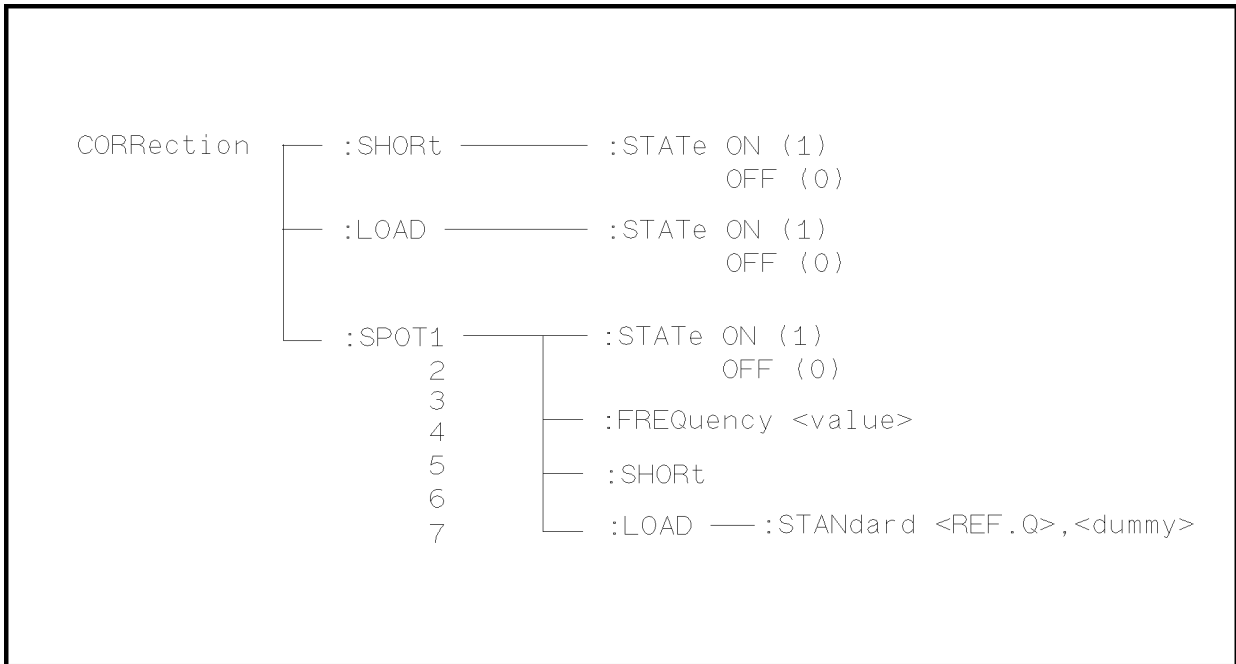 CORRection :SHORt :STATe ON (1)
OFF (0)
:LOAD :STATe ON (1)
OFF (0)
:SPOT1 :STATe ON (1)
2 OFF (0)
3
:FREQuency <value>
4
5 :SHORt
6
7 :LOAD :STANdard <REF.Q>,<dummy>